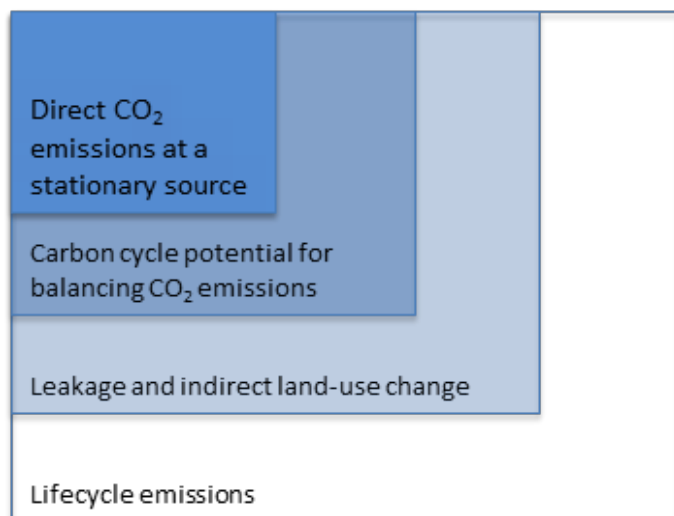 Direct CO₂
emissions at a
stationary source
Carbon cycle potential for
balancing CO₂ emissions
Leakage and indirect land-use change
Lifecycle emissions